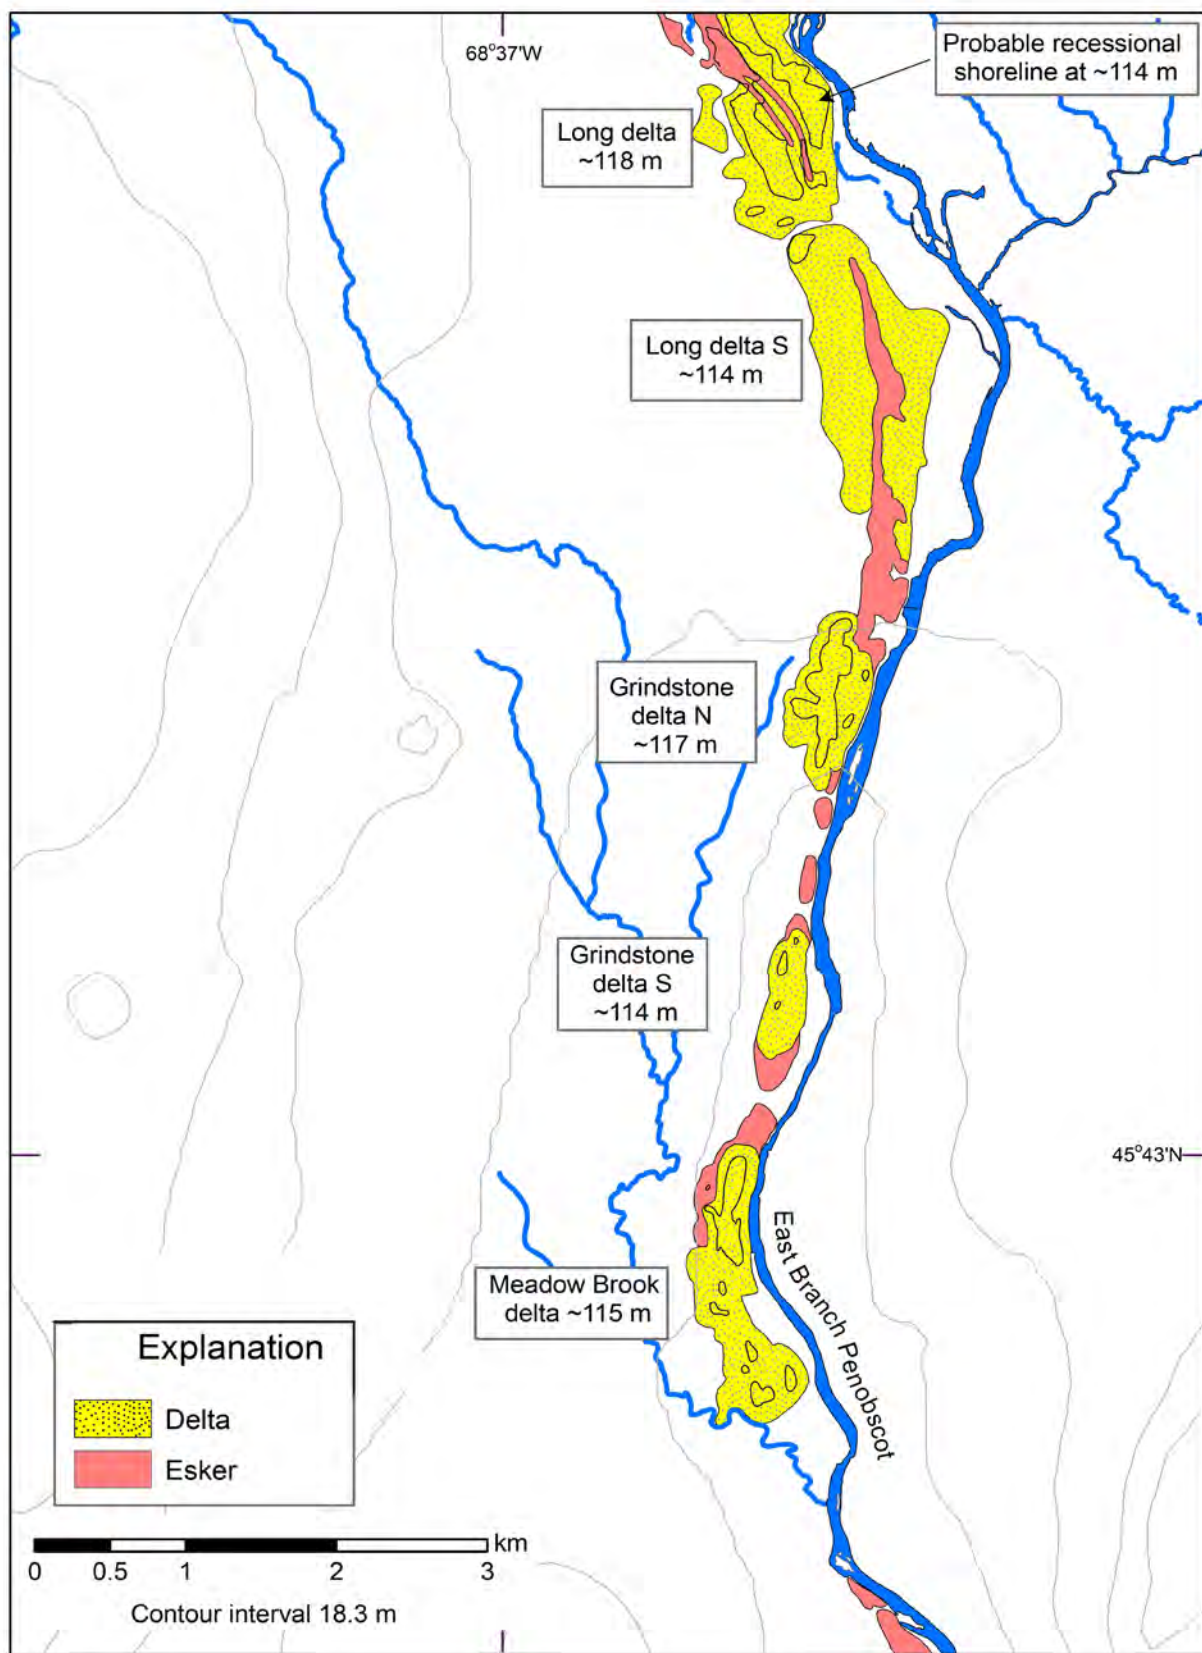 68°37'W
Probable recessional
shoreline at ~114 m
Long delta
~118 m
Long delta S
~114 m
Grindstone
delta N
~117 m
Grindstone
delta S
~114 m
45°43'N
East Branch Penobscot
Meadow Brook
delta ~115 m
Explanation
Delta
Esker
km
0 0.5 1 2 3
Contour interval 18.3 m